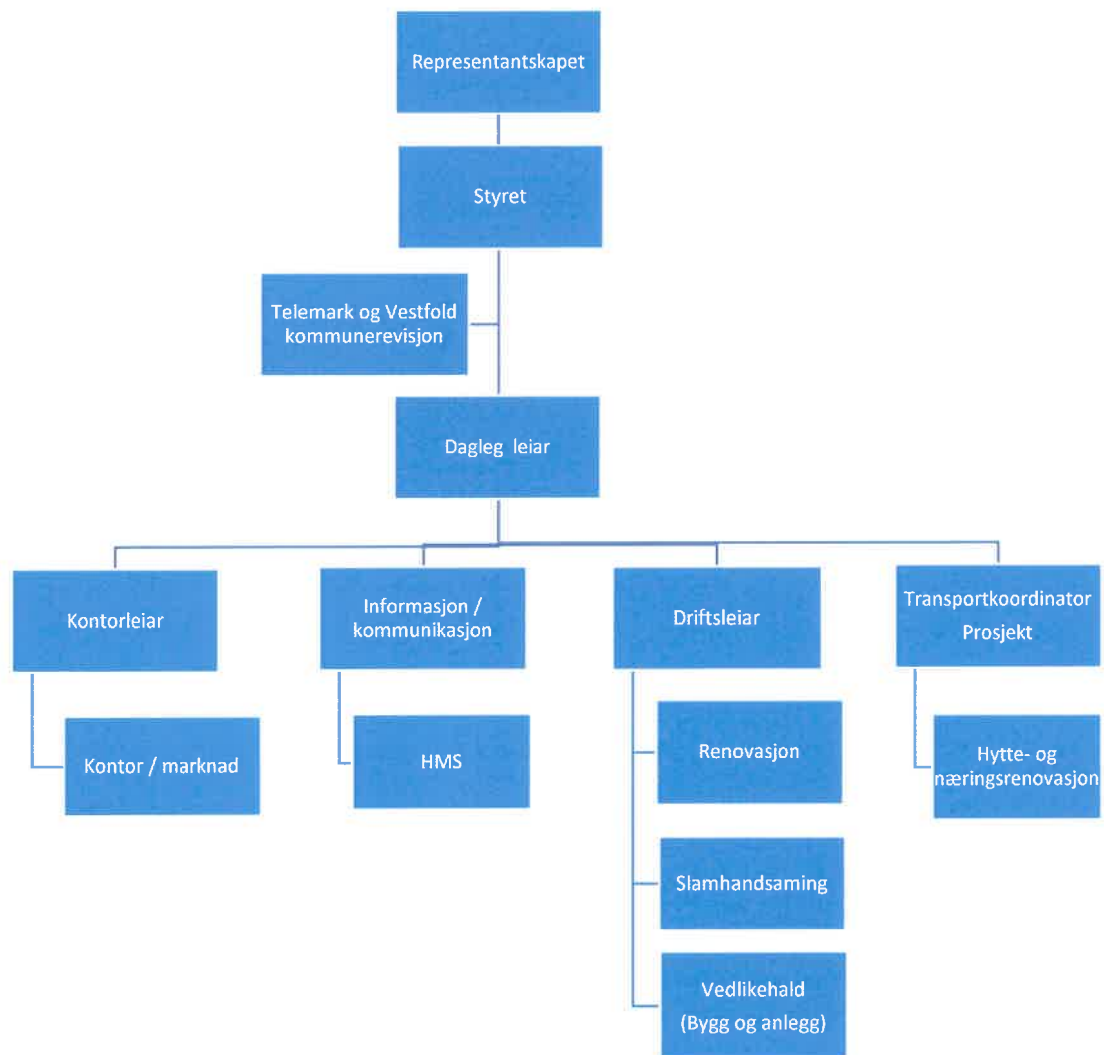 Representantskapet
Styret
Telemark og Vestfold
kommunerevisjon
Dagleg leiar
Kontorleiar
Informasjon /
kommunikasjon
Driftsleiar
Transportkoordinator
Prosjekt
Kontor / marknad
HMS
Renovasjon
Hytte- og
næringsrenovasjon
Slamhandsaming
Vedlikehald
(Bygg og anlegg)